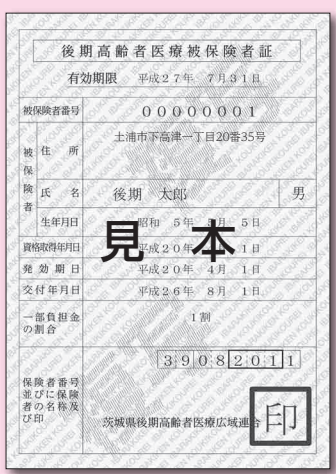 後期高齢者医療被保険者証
有効期限 平成27年 7月31日
被保険者番号 00000001
被保険者 住所 土浦市下高津一丁目20番35号
氏名 後期 太郎 男
生年月日 昭和 5年 月 5日
資格取得年月日 平成20年 月 1日
発効期日 平成20年 4月 1日
交付年月日 平成26年 8月 1日
見本
一部負担金の割合 1割
39082011
保険者番号
並びに保険
者の名称及
び印
茨城県後期高齢者医療広域連合
印